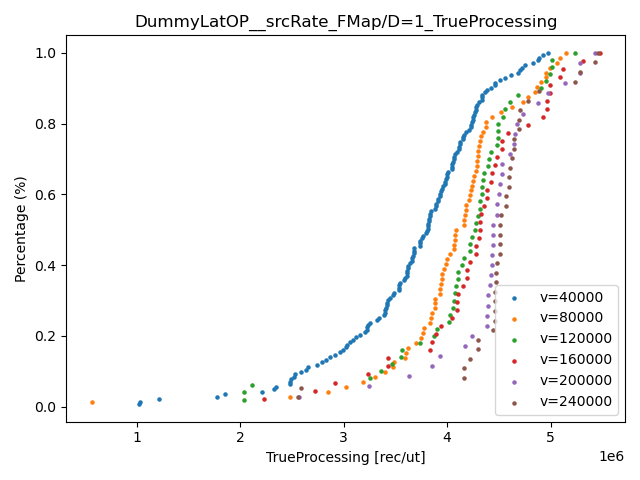 DummyLatOP__srcRate_FMap/D=1_TrueProcessing
Percentage (%)
1.0
0.8
0.6
0.4
0.2
0.0
v=40000
v=80000
v=120000
v=160000
v=200000
v=240000
1 2 3 4 5
1e6
TrueProcessing [rec/ut]